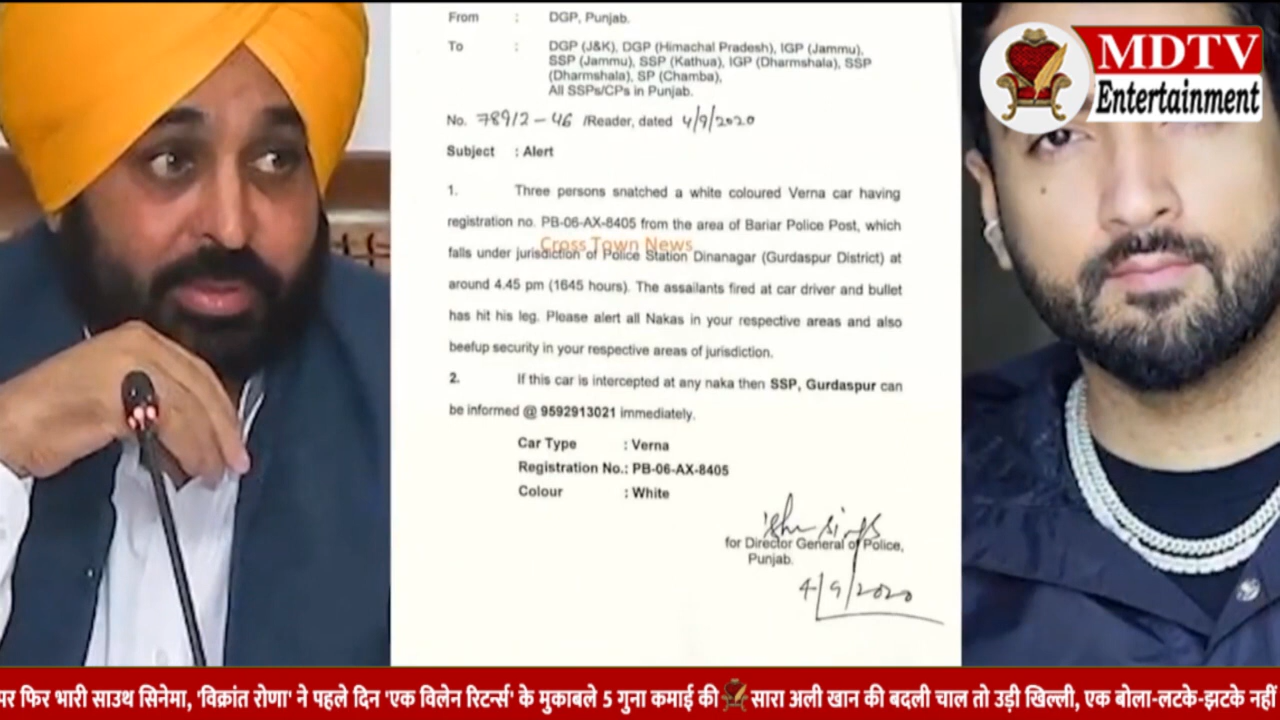 From : DGP, Punjab.
To : DGP (J&K), DGP (Himachal Pradesh), IGP (Jammu),
SSP (Jammu), SSP (Kathua), IGP (Dharmshala), SSP
(Dharmshala), SP (Chamba),
All SSPs/CPs in Punjab.
No. 78912-46 /Reader, dated 4/9/2020
Subject : Alert
1. Three persons snatched a white coloured Verna car having
registration no. PB-06-AX-8405 from the area of Bariar Police Post, which
Cross Town News
falls under jurisdiction of Police Station Dinanagar (Gurdaspur District) at
around 4.45 pm (1645 hours). The assailants fired at car driver and bullet
has hit his leg. Please alert all Nakas in your respective areas and also
beefup security in your respective areas of jurisdiction.
2. If this car is intercepted at any naka then SSP, Gurdaspur can
be informed @ 9592913021 immediately.
Car Type : Verna
Registration No.: PB-06-AX-8405
Colour : White
for Director General of Police,
Punjab.
4/9/2020
MDTV
Entertainment
पर फिर भारी साउथ सिनेमा, 'विक्रांत रोणा' ने पहले दिन 'एक विलेन रिटर्न्स' के मुकाबले 5 गुना कमाई की सारा अली खान की बदली चाल तो उड़ी खिल्ली, एक बोला-लटके-झटके नहीं